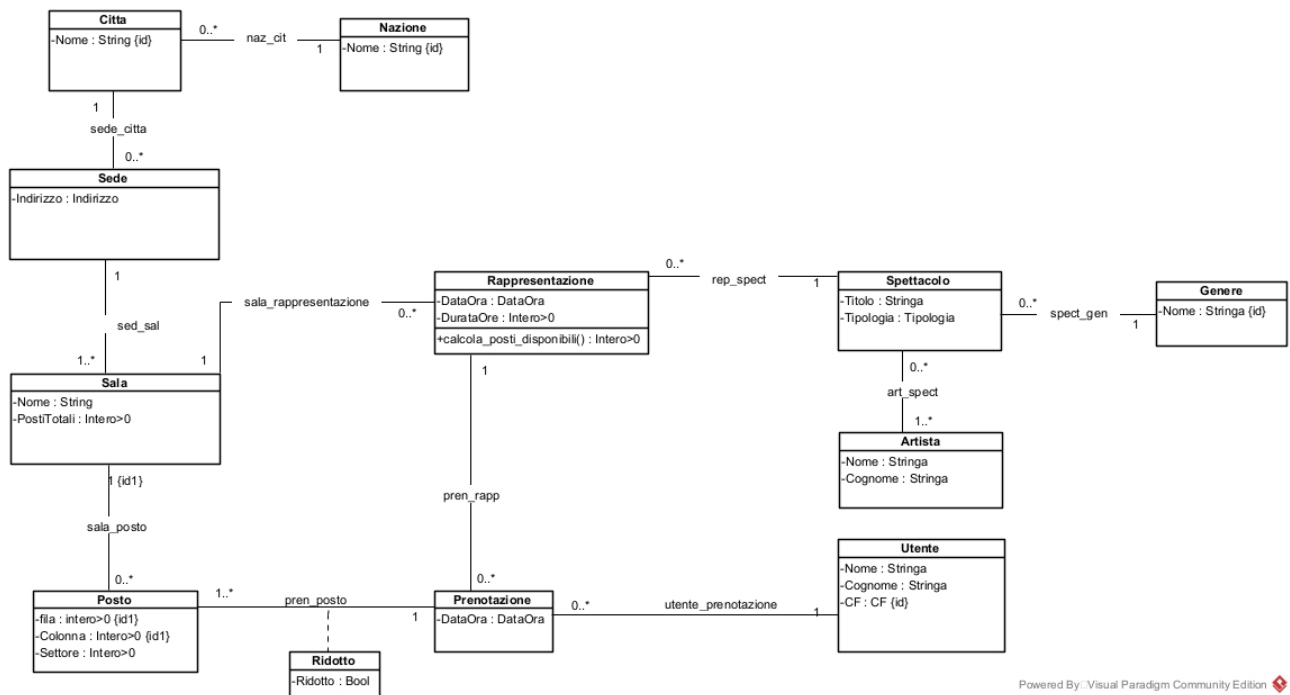 Citta
-Nome : String {id}
0..*
naz_cit
1
Nazione
-Nome : String {id}
1
sede_citta
0..*
Sede
-Indirizzo : Indirizzo
1
sed_sal
1..*
Sala
-Nome : String
-PostiTotali : Intero>0
1
sala_rappresentazione
0..*
Rappresentazione
-DataOra : DataOra
-DurataOre : Intero>0
+calcola_posti_disponibili() : Intero>0
0..*
rep_spect
1
Spettacolo
-Titolo : Stringa
-Tipologia : Tipologia
0..*
spect_gen
1
Genere
-Nome : Stringa {id}
0..*
art_spect
1..*
Artista
-Nome : Stringa
-Cognome : Stringa
1 {id1}
sala_posto
0..*
Posto
-fila : intero>0 {id1}
-Colonna : Intero>0 {id1}
-Settore : Intero>0
1..*
pren_posto
1
Ridotto
-Ridotto : Bool
1
pren_rapp
0..*
Prenotazione
-DataOra : DataOra
0..*
utente_prenotazione
1
Utente
-Nome : Stringa
-Cognome : Stringa
-CF : CF {id}
Powered By Visual Paradigm Community Edition